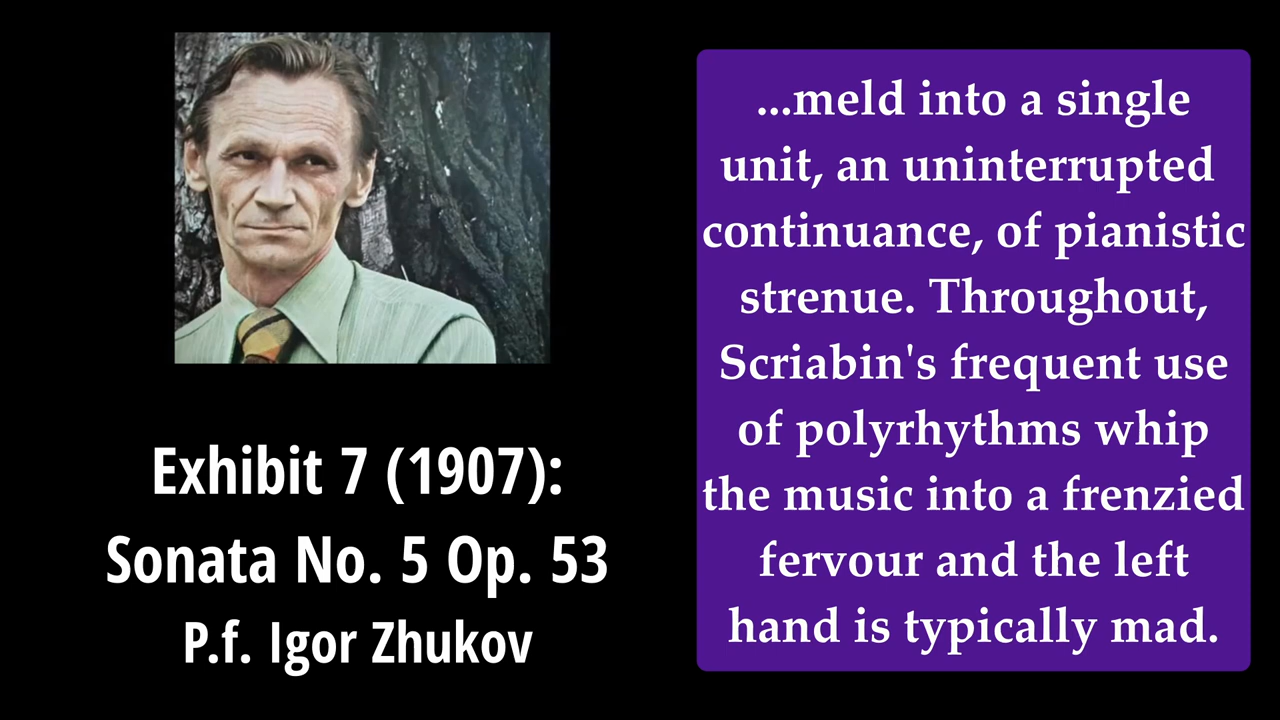 Exhibit 7 (1907):
Sonata No. 5 Op. 53
P.f. Igor Zhukov
...meld into a single
unit, an uninterrupted
continuance, of pianistic
strenue. Throughout,
Scriabin's frequent use
of polyrhythms whip
the music into a frenzied
fervour and the left
hand is typically mad.